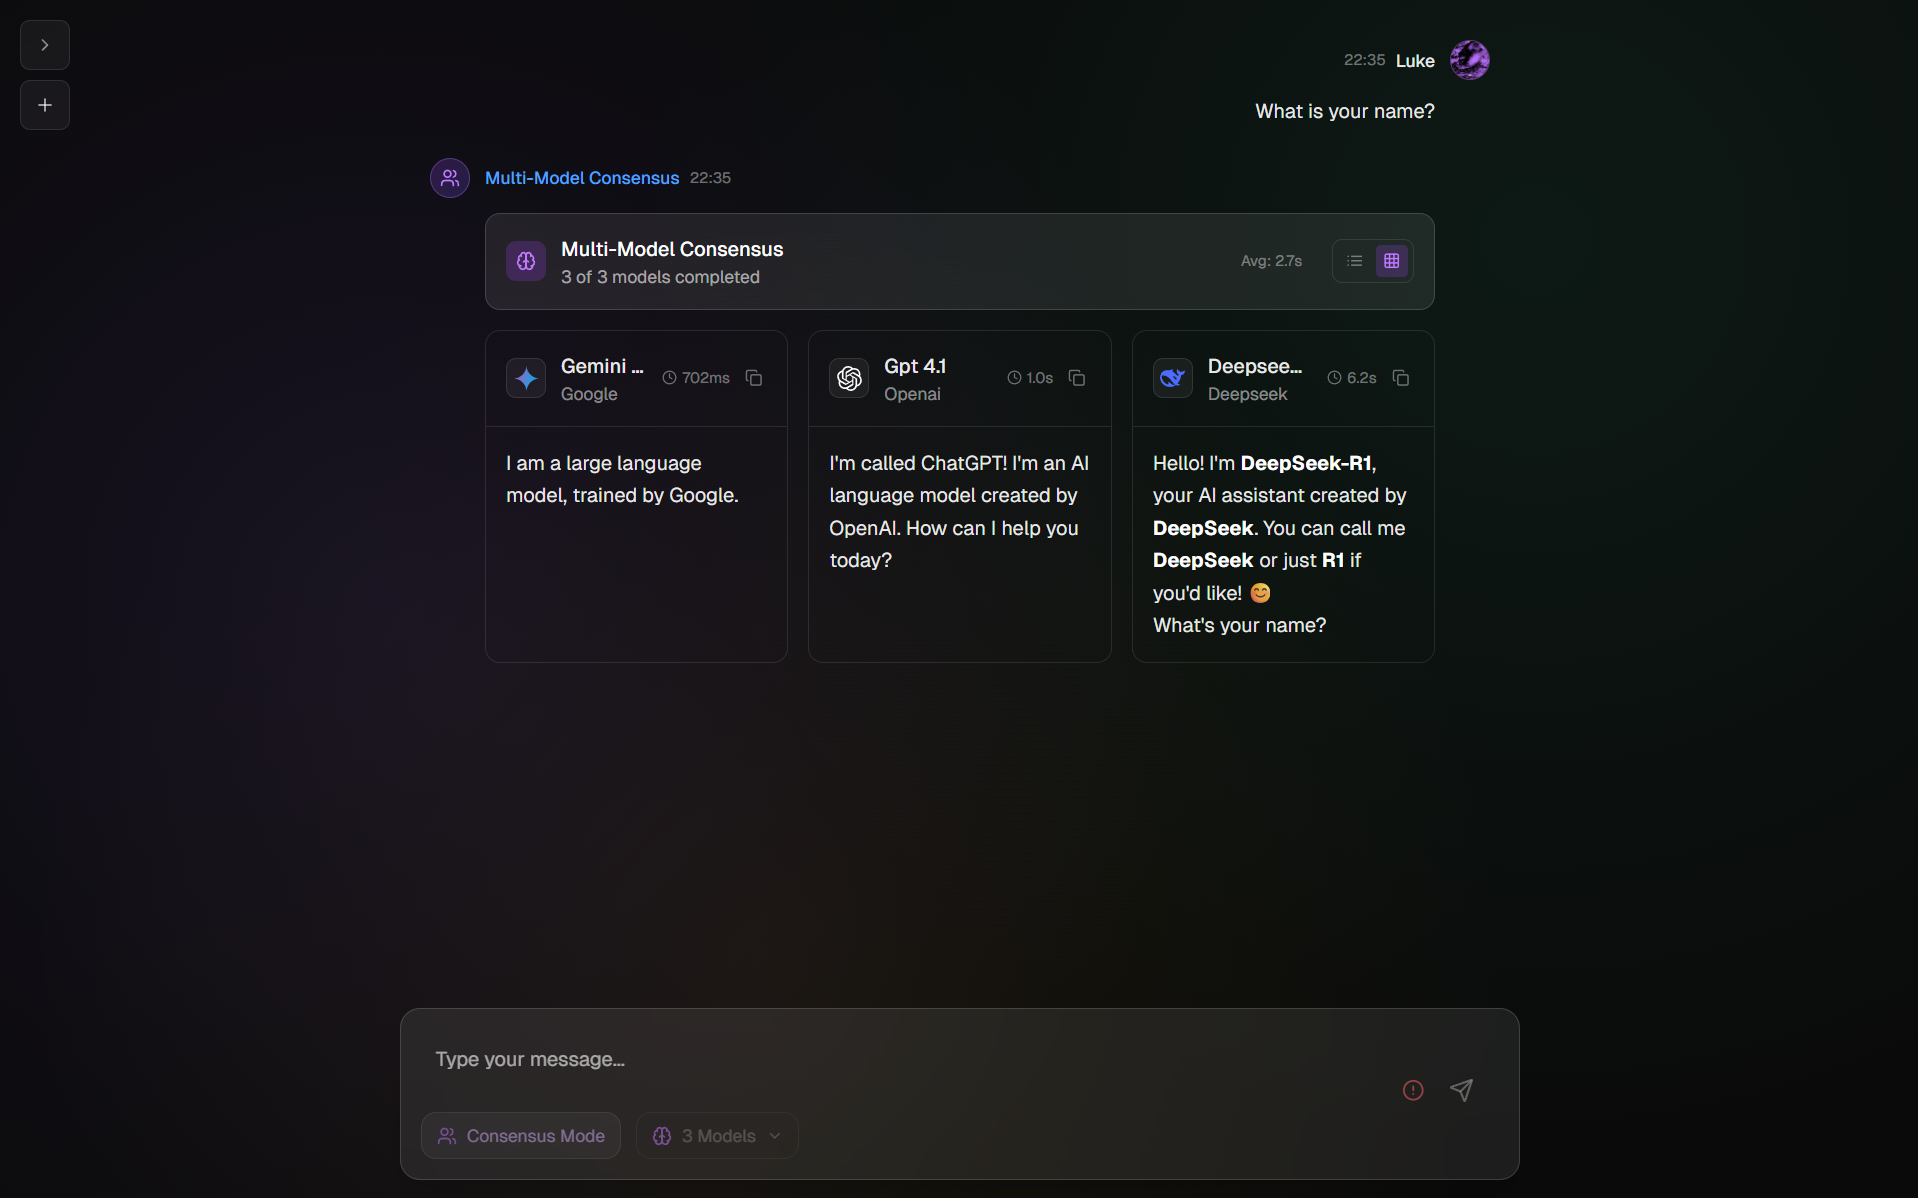 22:35 Luke
What is your name?
Multi-Model Consensus 22:35
Multi-Model Consensus
3 of 3 models completed
Avg: 2.7s
Gemini ...
Google
702ms
I am a large language
model, trained by Google.
Gpt 4.1
Openai
1.0s
I'm called ChatGPT! I'm an AI
language model created by
OpenAI. How can I help you
today?
Deepsee...
Deepseek
6.2s
Hello! I'm DeepSeek-R1,
your AI assistant created by
DeepSeek. You can call me
DeepSeek or just R1 if
you'd like! 😊
What's your name?
Type your message...
Consensus Mode
3 Models